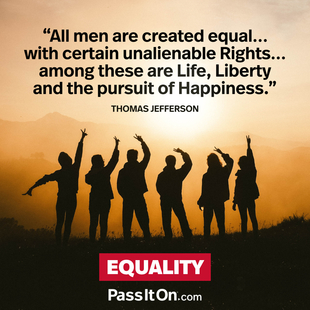 “All men are created equal...
with certain unalienable Rights...
among these are Life, Liberty
and the pursuit of Happiness.”
THOMAS JEFFERSON
EQUALITY
PassItOn.com